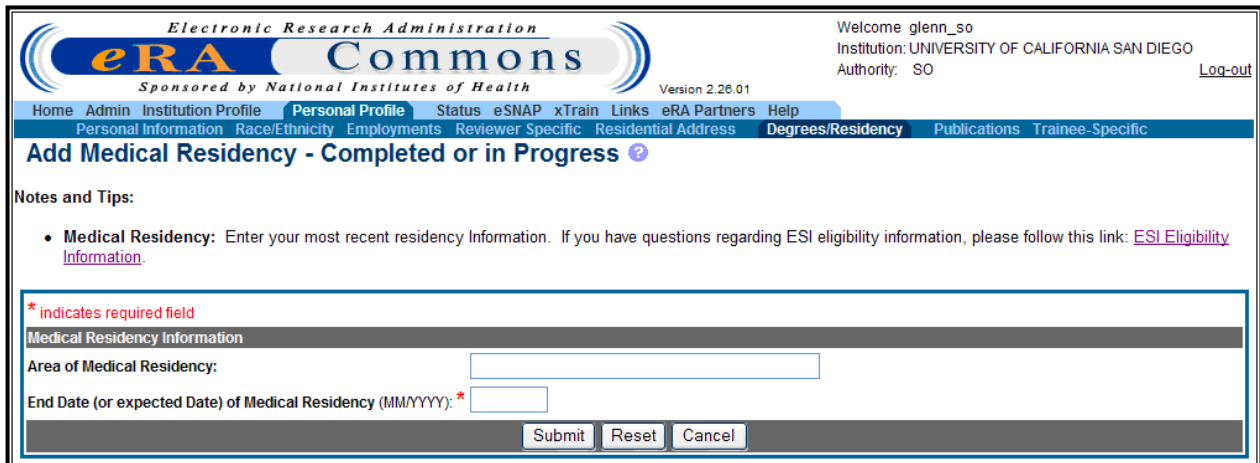 Electronic Research Administration
eRA Commons
Sponsored by National Institutes of Health
Version 2.26.01
Welcome glenn_so
Institution: UNIVERSITY OF CALIFORNIA SAN DIEGO
Authority: SO
Log-out
Home Admin Institution Profile Personal Profile Status eSNAP xTrain Links eRA Partners Help
Personal Information Race/Ethnicity Employments Reviewer Specific Residential Address Degrees/Residency Publications Trainee-Specific
Add Medical Residency - Completed or in Progress ?
Notes and Tips:
• Medical Residency: Enter your most recent residency Information. If you have questions regarding ESI eligibility information, please follow this link: ESI Eligibility
Information.
* indicates required field
Medical Residency Information
Area of Medical Residency:
End Date (or expected Date) of Medical Residency (MM/YYYY): *
Submit Reset Cancel